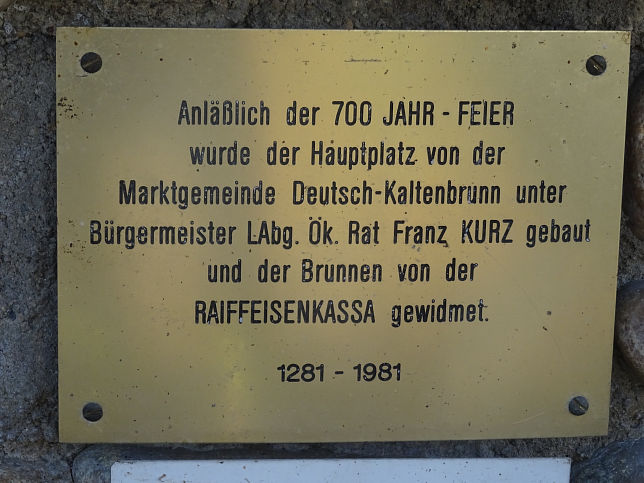 Anläßlich der 700 JAHR - FEIER
wurde der Hauptplatz von der
Marktgemeinde Deutsch-Kaltenbrunn unter
Bürgermeister LAbg. Ök. Rat Franz KURZ gebaut
und der Brunnen von der
RAIFFEISENKASSA gewidmet.
1281 - 1981